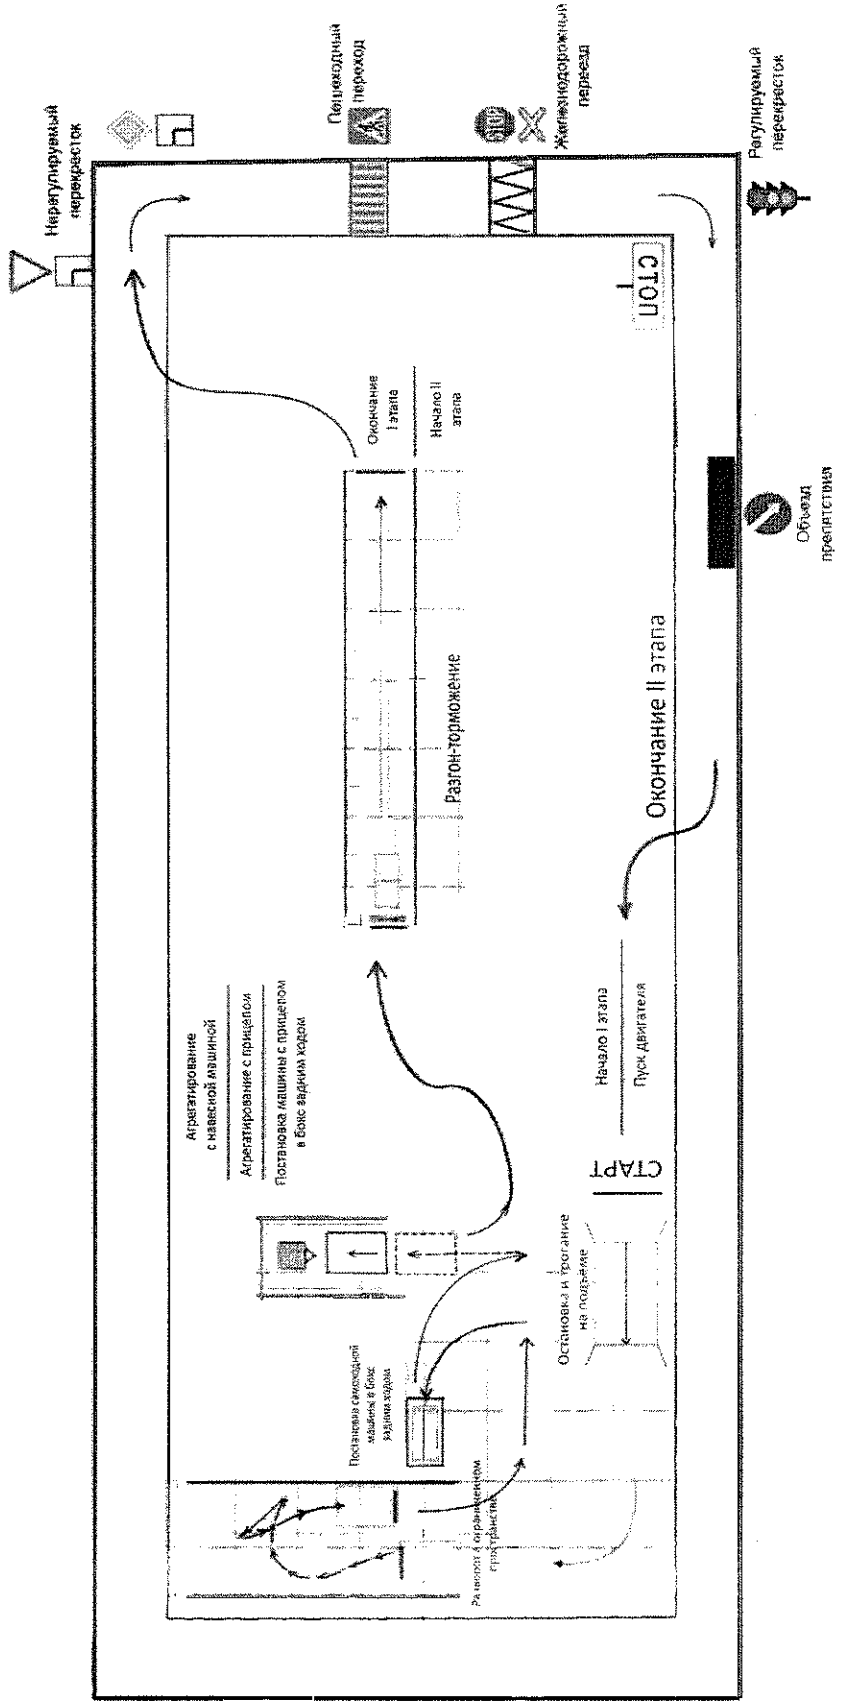 Нерегулируемый
перекресток
Пешеходный
переход
STOP
Железнодорожный
переезд
Регулируемый
перекресток
СТОП
Окончание
I этапа
Начало II
этапа
Разгон-торможение
Объезд
препятствия
Окончание II этапа
Агрегатирование
с навесной машиной
Агрегатирование с прицепом
Постановка машины с прицепом
в бокс задним ходом
Начало I этапа
Пуск двигателя
СТАРТ
Остановка и трогание
на подъёме
Постановка самоходной
машины в бокс
задним ходом
Разворот в ограниченном
пространстве